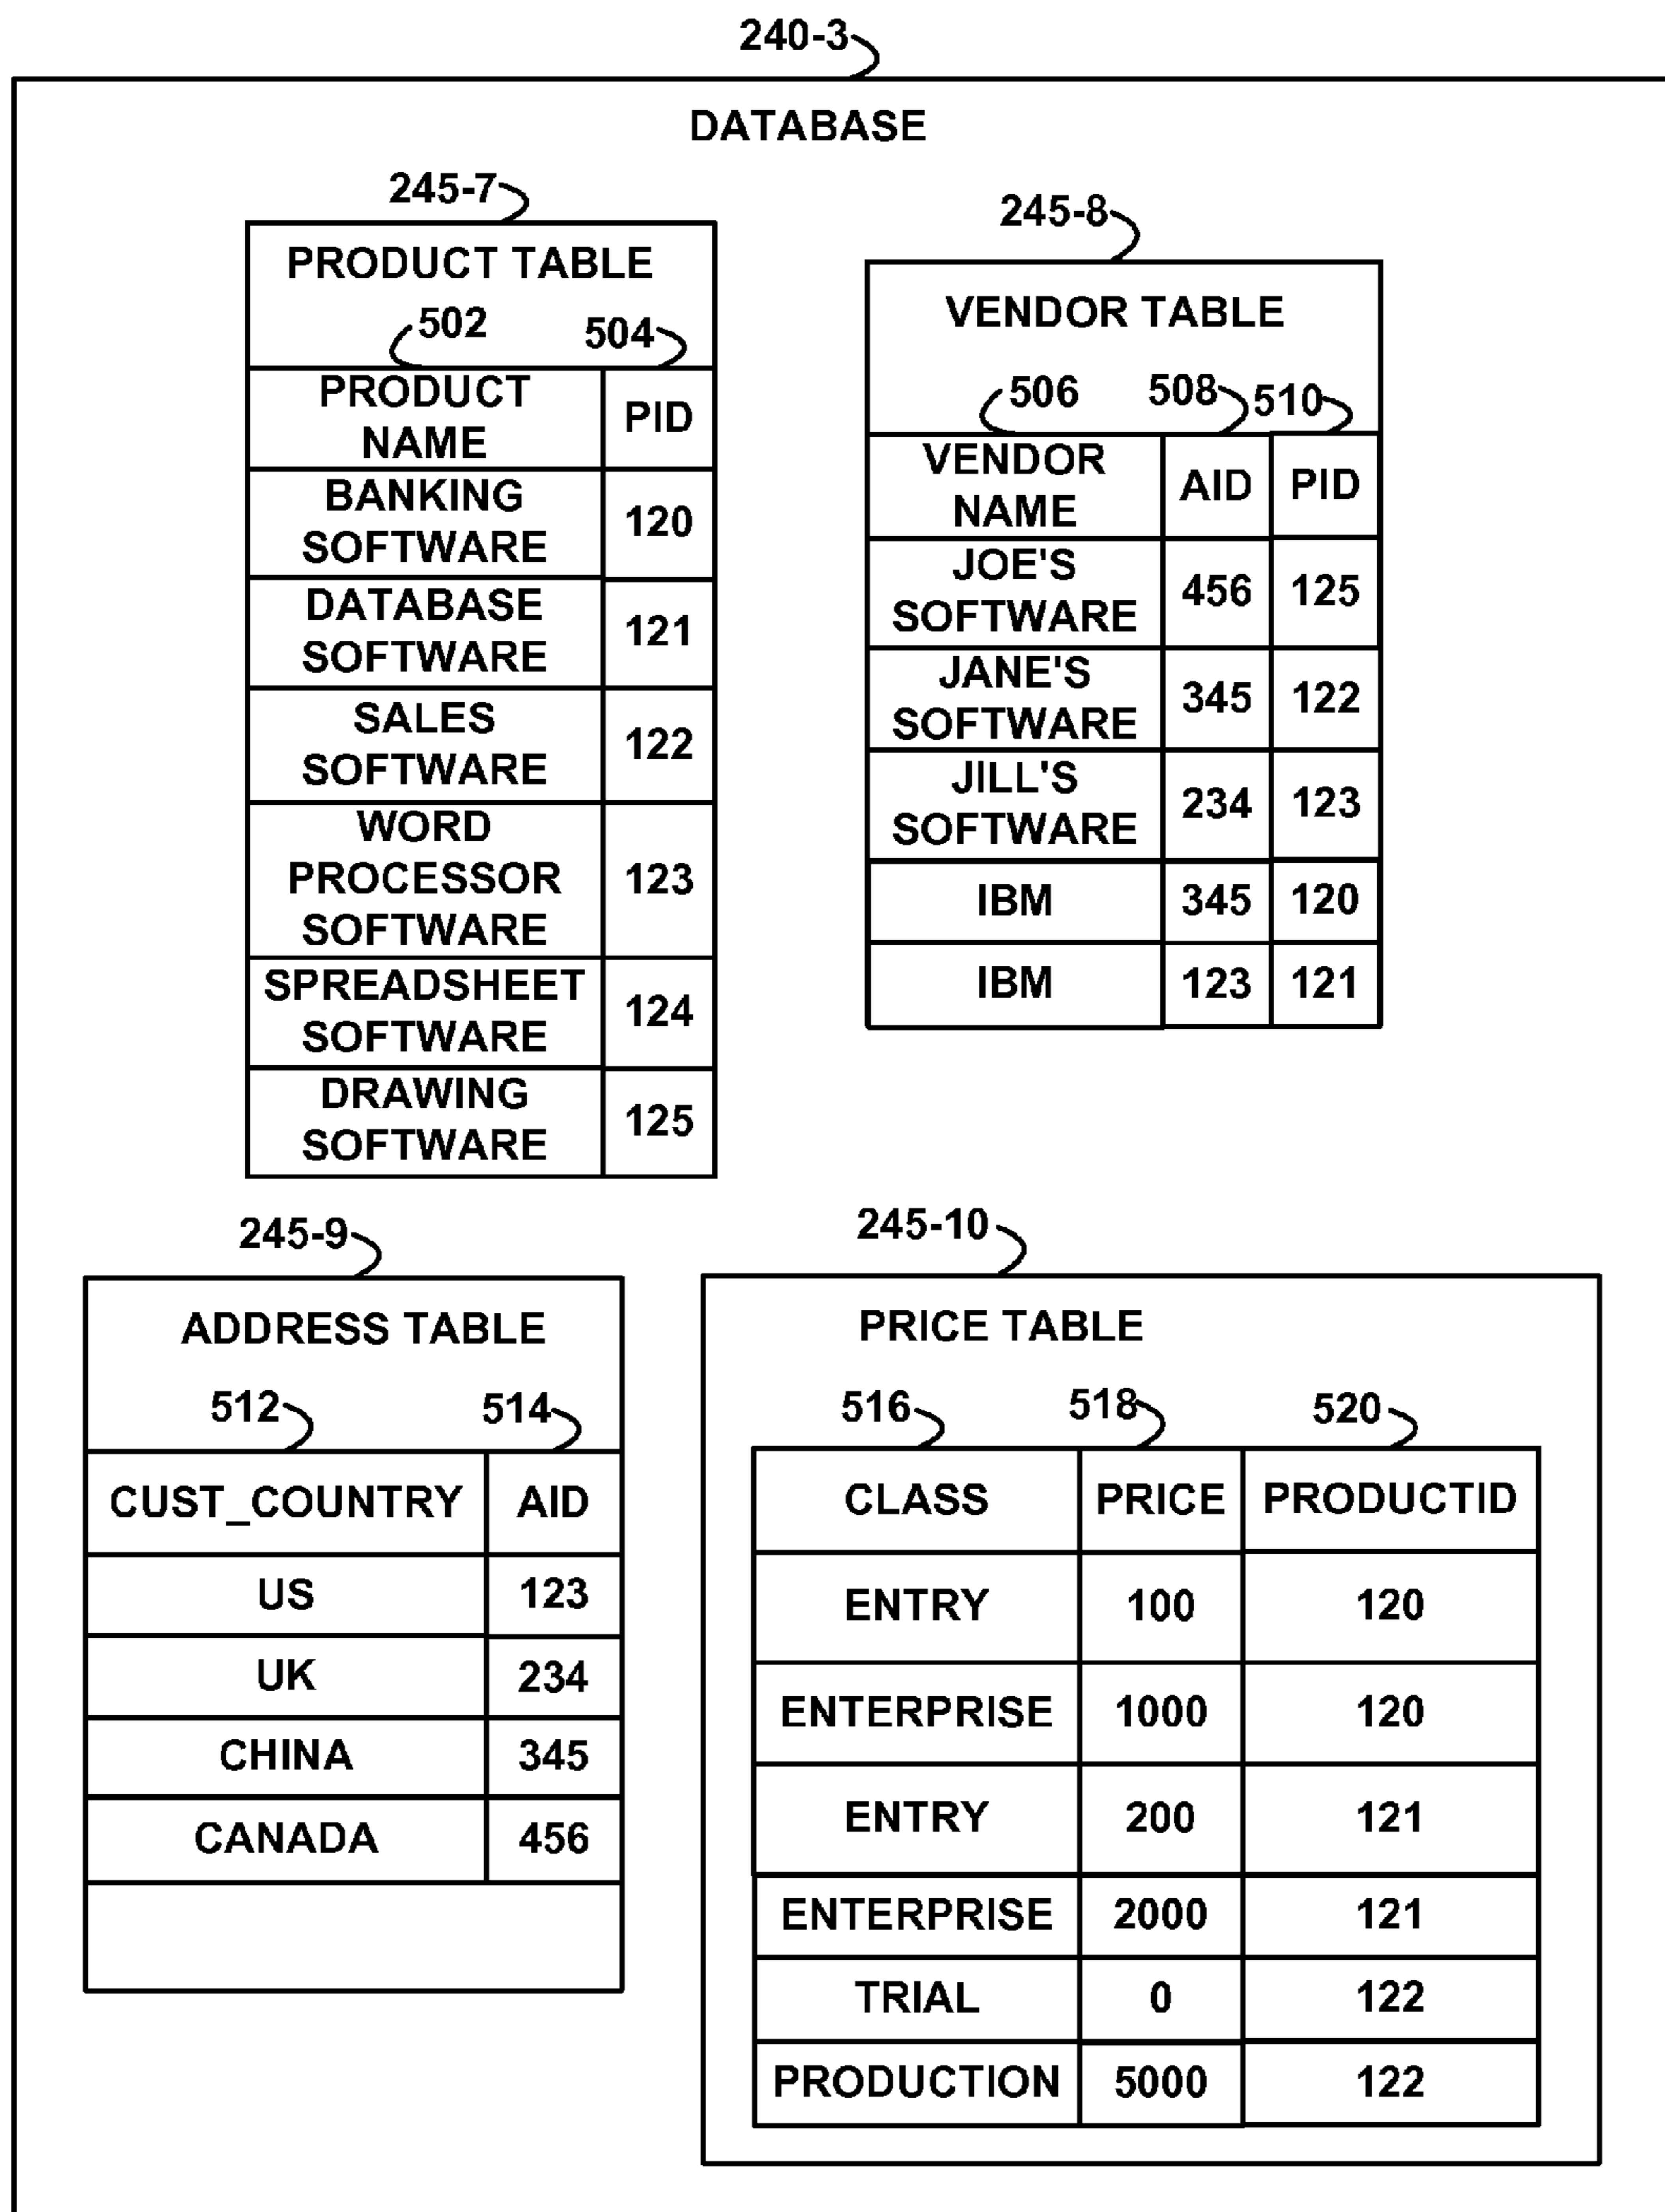 240-3
DATABASE
245-7
PRODUCT TABLE
502 504
PRODUCT
NAME
PID
BANKING
SOFTWARE
120
DATABASE
SOFTWARE
121
SALES
SOFTWARE
122
WORD
PROCESSOR
SOFTWARE
123
SPREADSHEET
SOFTWARE
124
DRAWING
SOFTWARE
125
245-8
VENDOR TABLE
506 508 510
VENDOR
NAME
AID PID
JOE'S
SOFTWARE
456 125
JANE'S
SOFTWARE
345 122
JILL'S
SOFTWARE
234 123
IBM 345 120
IBM 123 121
245-9
ADDRESS TABLE
512 514
CUST_COUNTRY AID
US 123
UK 234
CHINA 345
CANADA 456
245-10
PRICE TABLE
516 518 520
CLASS PRICE PRODUCTID
ENTRY 100 120
ENTERPRISE 1000 120
ENTRY 200 121
ENTERPRISE 2000 121
TRIAL 0 122
PRODUCTION 5000 122